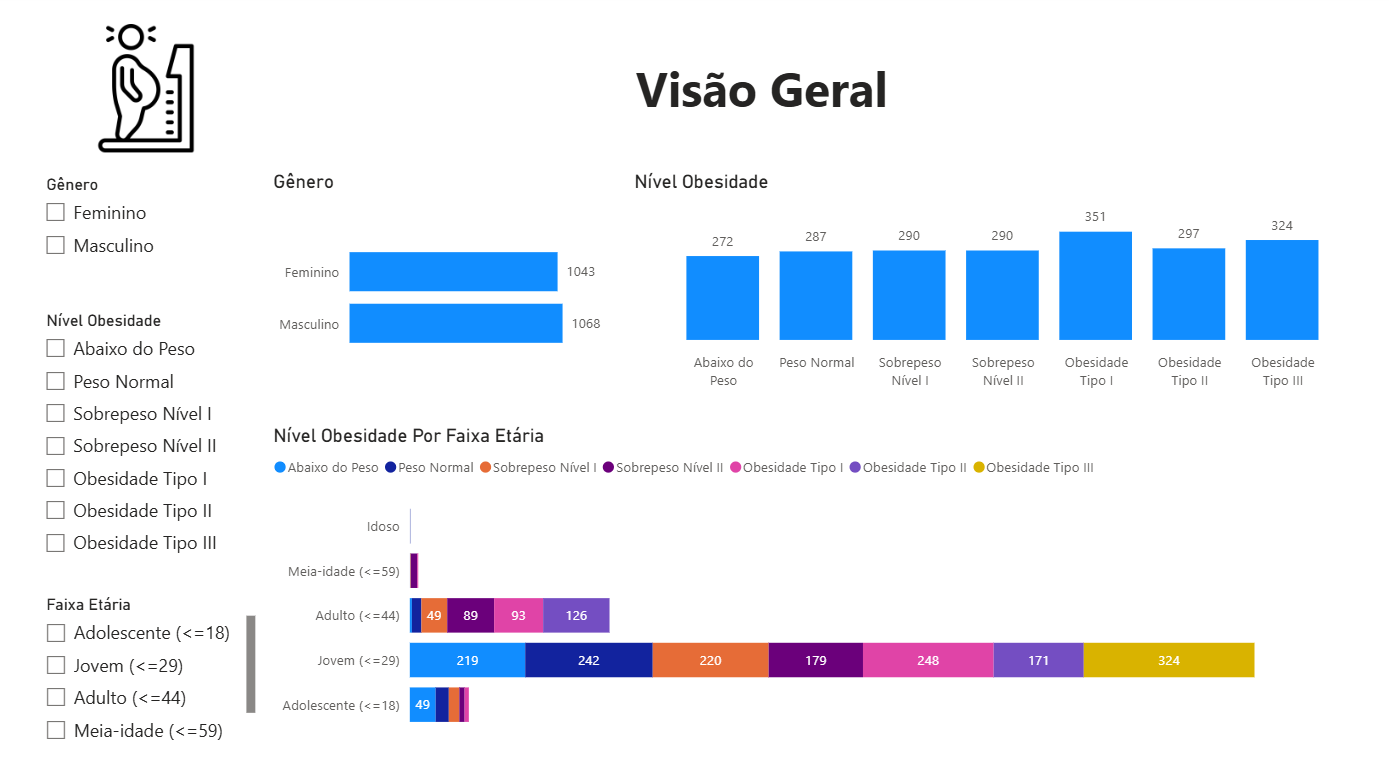 Visão Geral
Gênero
Feminino
Masculino
Nível Obesidade
Abaixo do Peso
Peso Normal
Sobrepeso Nível I
Sobrepeso Nível II
Obesidade Tipo I
Obesidade Tipo II
Obesidade Tipo III
Faixa Etária
Adolescente (<=18)
Jovem (<=29)
Adulto (<=44)
Meia-idade (<=59)
Gênero
Feminino 1043
Masculino 1068
Nível Obesidade
272 287 290 290 351 297 324
Abaixo do Peso Normal Sobrepeso Sobrepeso Obesidade Obesidade Obesidade
Peso Nível I Nível II Tipo I Tipo II Tipo III
Nível Obesidade Por Faixa Etária
Abaixo do Peso Peso Normal Sobrepeso Nível I Sobrepeso Nível II Obesidade Tipo I Obesidade Tipo II Obesidade Tipo III
Idoso
Meia-idade (<=59)
Adulto (<=44) 49 89 93 126
Jovem (<=29) 219 242 220 179 248 171 324
Adolescente (<=18) 49